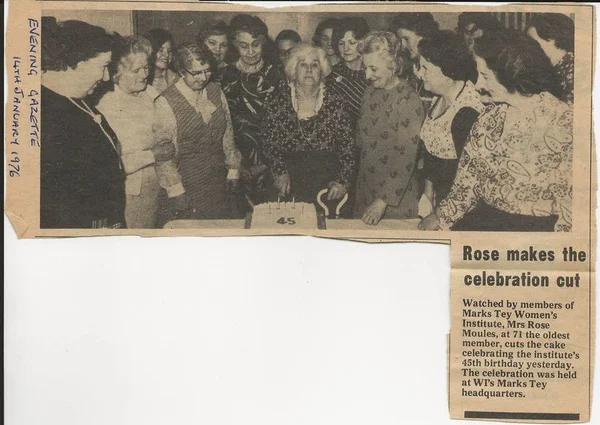 EVENING GAZETTE
14TH JANUARY 1976
45
Rose makes the
celebration cut
Watched by members of
Marks Tey Women's
Institute, Mrs Rose
Moules, at 71 the oldest
member, cuts the cake
celebrating the institute's
45th birthday yesterday.
The celebration was held
at WI's Marks Tey
headquarters.